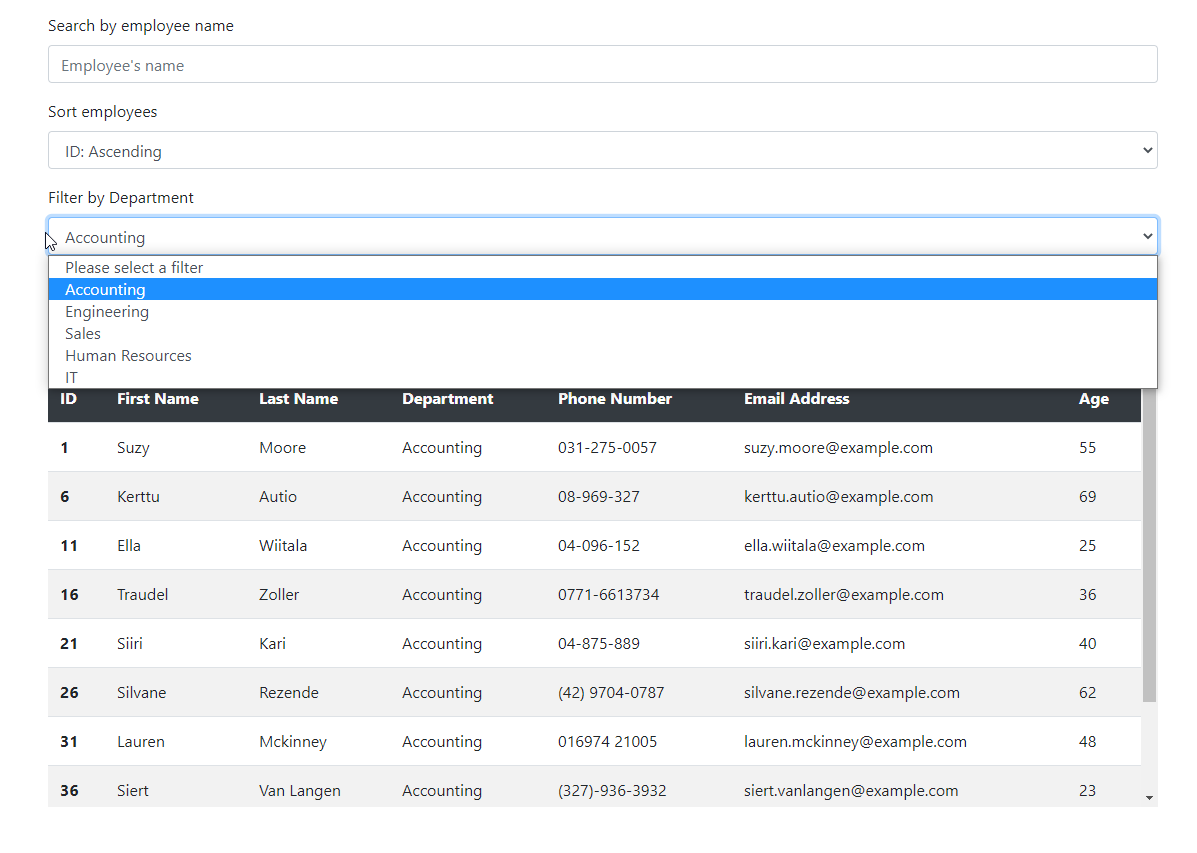 Search by employee name
Employee's name
Sort employees
ID: Ascending
Filter by Department
Accounting
Please select a filter
Accounting
Engineering
Sales
Human Resources
IT
ID First Name Last Name Department Phone Number Email Address Age
1 Suzy Moore Accounting 031-275-0057 suzy.moore@example.com 55
6 Kerttu Autio Accounting 08-969-327 kerttu.autio@example.com 69
11 Ella Wiitala Accounting 04-096-152 ella.wiitala@example.com 25
16 Traudel Zoller Accounting 0771-6613734 traudel.zoller@example.com 36
21 Siiri Kari Accounting 04-875-889 siiri.kari@example.com 40
26 Silvane Rezende Accounting (42) 9704-0787 silvane.rezende@example.com 62
31 Lauren Mckinney Accounting 016974 21005 lauren.mckinney@example.com 48
36 Siert Van Langen Accounting (327)-936-3932 siert.vanlangen@example.com 23